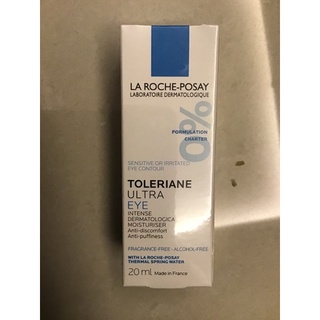 LA ROCHE-POSAY
LABORATOIRE DERMATOLOGIQUE
0%
FORMULATION
CHARTER
SENSITIVE OR IRRITATED
EYE CONTOUR
TOLERIANE
ULTRA
EYE
INTENSE
DERMATOLOGICAL
MOISTURISER
Anti-discomfort
Anti-puffiness
FRAGRANCE-FREE - ALCOHOL-FREE
WITH LA ROCHE-POSAY
THERMAL SPRING WATER
20 ml Made in France